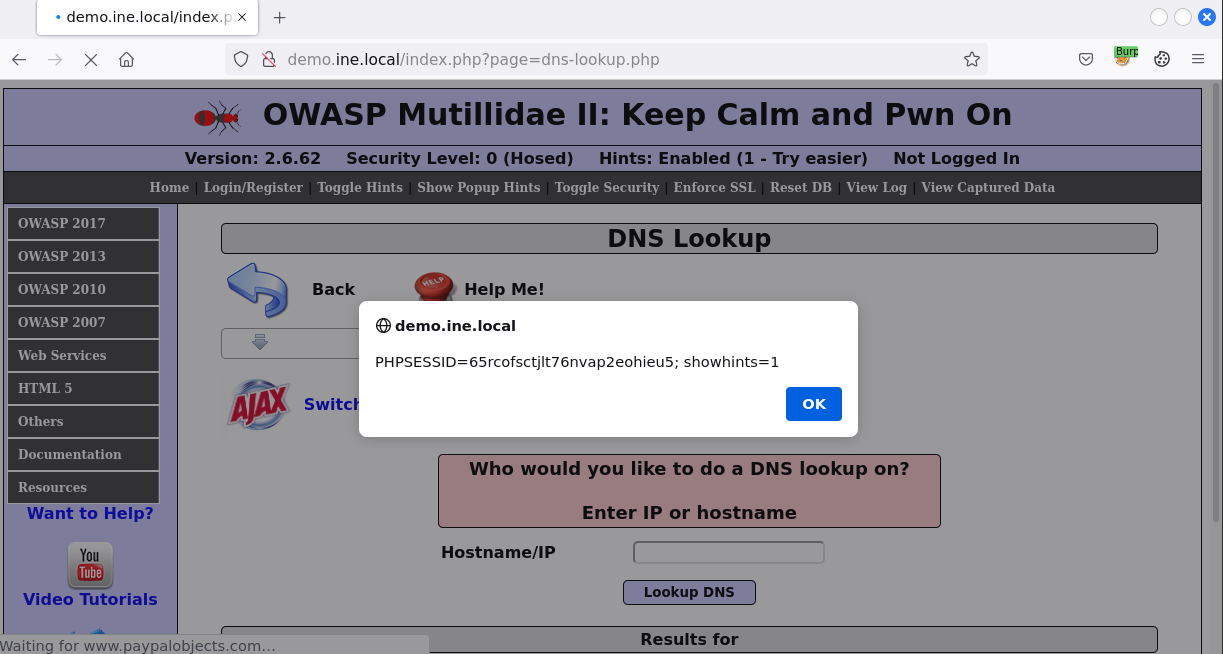 demo.ine.local/index.p
Burp
demo.ine.local/index.php?page=dns-lookup.php
OWASP Mutillidae II: Keep Calm and Pwn On
Version: 2.6.62 Security Level: 0 (Hosed) Hints: Enabled (1 - Try easier) Not Logged In
Home | Login/Register | Toggle Hints | Show Popup Hints | Toggle Security | Enforce SSL | Reset DB | View Log | View Captured Data
OWASP 2017
OWASP 2013
OWASP 2010
OWASP 2007
Web Services
HTML 5
Others
Documentation
Resources
Want to Help?
You
Tube
Video Tutorials
DNS Lookup
Back
HELP
Help Me!
demo.ine.local
PHPSESSID=65rcofsctjlt76nvap2eohieu5; showhints=1
OK
AJAX
Switch
Who would you like to do a DNS lookup on?
Enter IP or hostname
Hostname/IP
Lookup DNS
Results for
Waiting for www.paypalobjects.com…